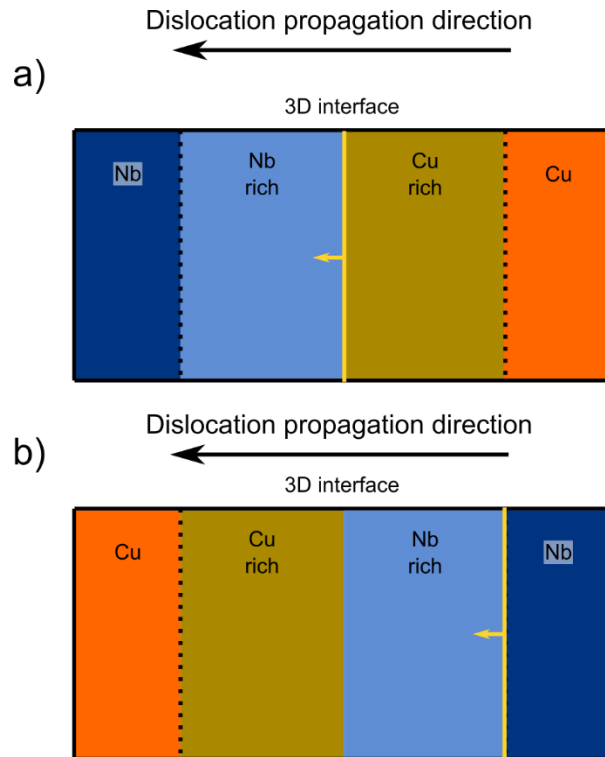 Dislocation propagation direction
a)
3D interface
Nb
Nb
rich
Cu
rich
Cu
Dislocation propagation direction
b)
3D interface
Cu
Cu
rich
Nb
rich
Nb